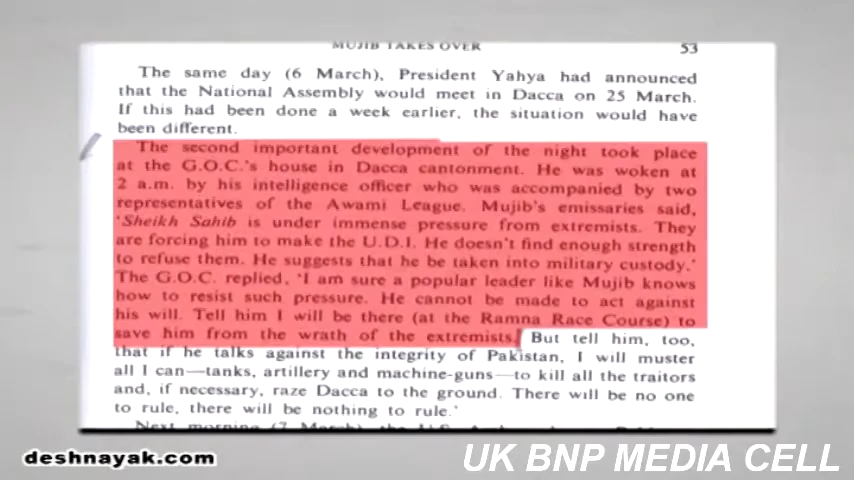 MUJIB TAKES OVER 53
The same day (6 March), President Yahya had announced
that the National Assembly would meet in Dacca on 25 March.
If this had been done a week earlier, the situation would have
been different.
The second important development of the night took place
at the G.O.C.'s house in Dacca cantonment. He was woken at
2 a.m. by his intelligence officer who was accompanied by two
representatives of the Awami League. Mujib's emissaries said,
'Sheikh Sahib is under immense pressure from extremists. They
are forcing him to make the U.D.I. He doesn't find enough strength
to refuse them. He suggests that he be taken into military custody.'
The G.O.C. replied, 'I am sure a popular leader like Mujib knows
how to resist such pressure. He cannot be made to act against
his will. Tell him I will be there (at the Ramna Race Course) to
save him from the wrath of the extremists. But tell him, too,
that if he talks against the integrity of Pakistan, I will muster
all I can—tanks, artillery and machine-guns—to kill all the traitors
and, if necessary, raze Dacca to the ground. There will be no one
to rule, there will be nothing to rule.'
Next morning (7 March), the
deshnayak.com
UK BNP MEDIA CELL